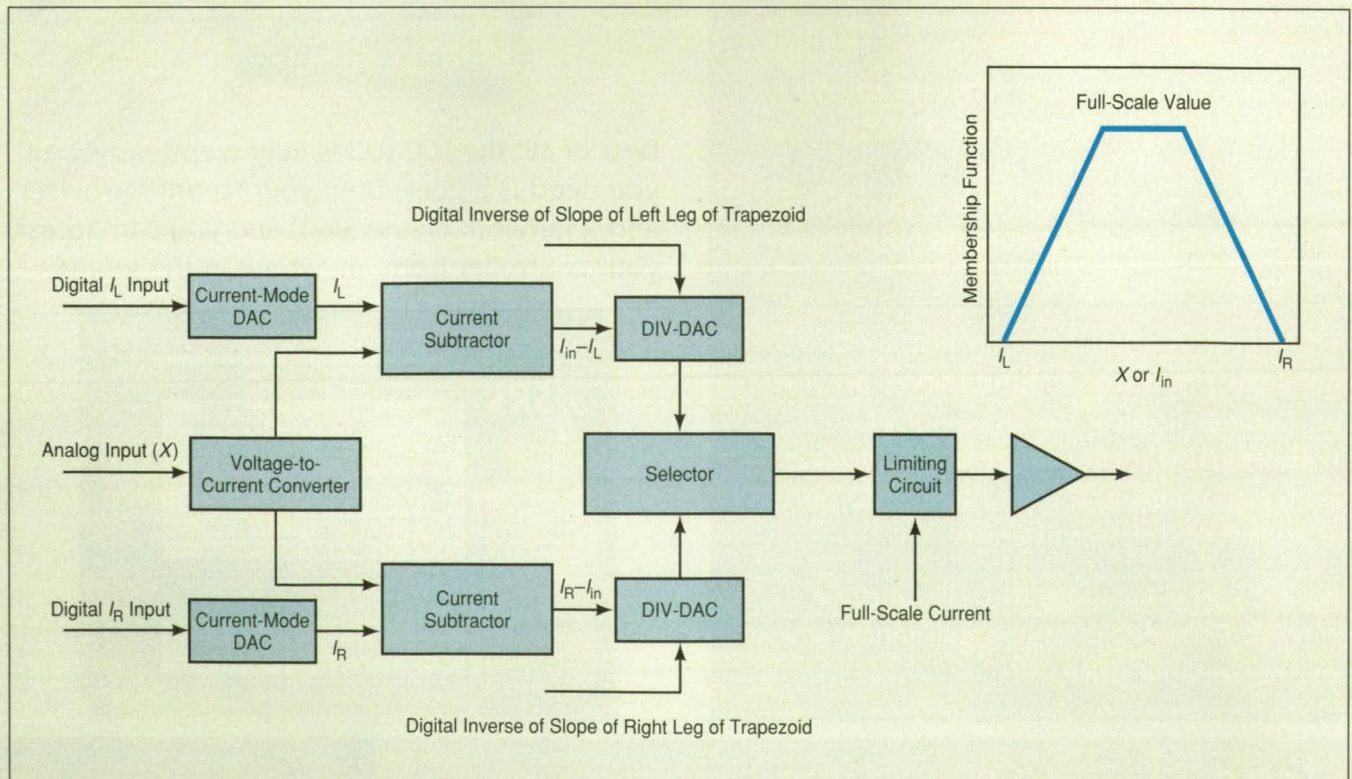 Full-Scale Value
Membership Function
I_L
I_R
X or I_in
Digital Inverse of Slope of Left Leg of Trapezoid
Digital I_L Input
Current-Mode
DAC
I_L
Current
Subtractor
I_in–I_L
DIV-DAC
Analog Input (X)
Voltage-to-
Current Converter
Selector
Limiting
Circuit
Full-Scale Current
Digital I_R Input
Current-Mode
DAC
I_R
Current
Subtractor
I_R–I_in
DIV-DAC
Digital Inverse of Slope of Right Leg of Trapezoid